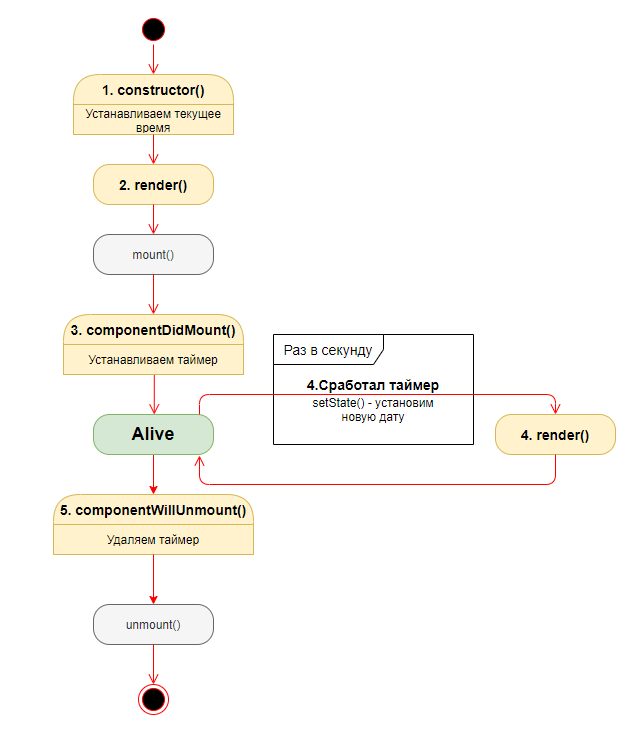 1. constructor()
Устанавливаем текущее
время
2. render()
mount()
3. componentDidMount()
Устанавливаем таймер
Раз в секунду
4.Сработал таймер
setState() - установим
новую дату
Alive
4. render()
5. componentWillUnmount()
Удаляем таймер
unmount()